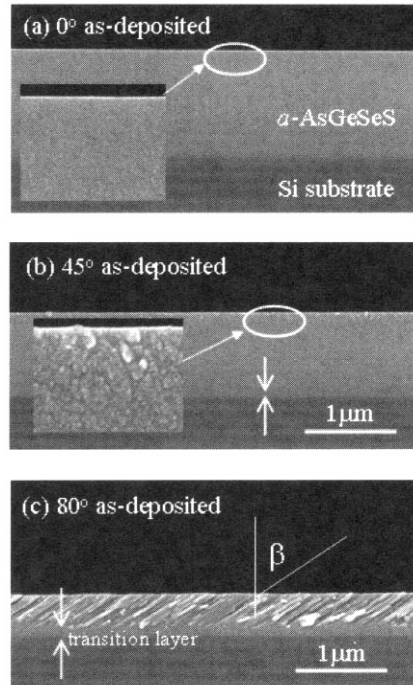 (a) 0° as-deposited
a-AsGeSeS
Si substrate
(b) 45° as-deposited
1μm
(c) 80° as-deposited
β
transition layer
1μm